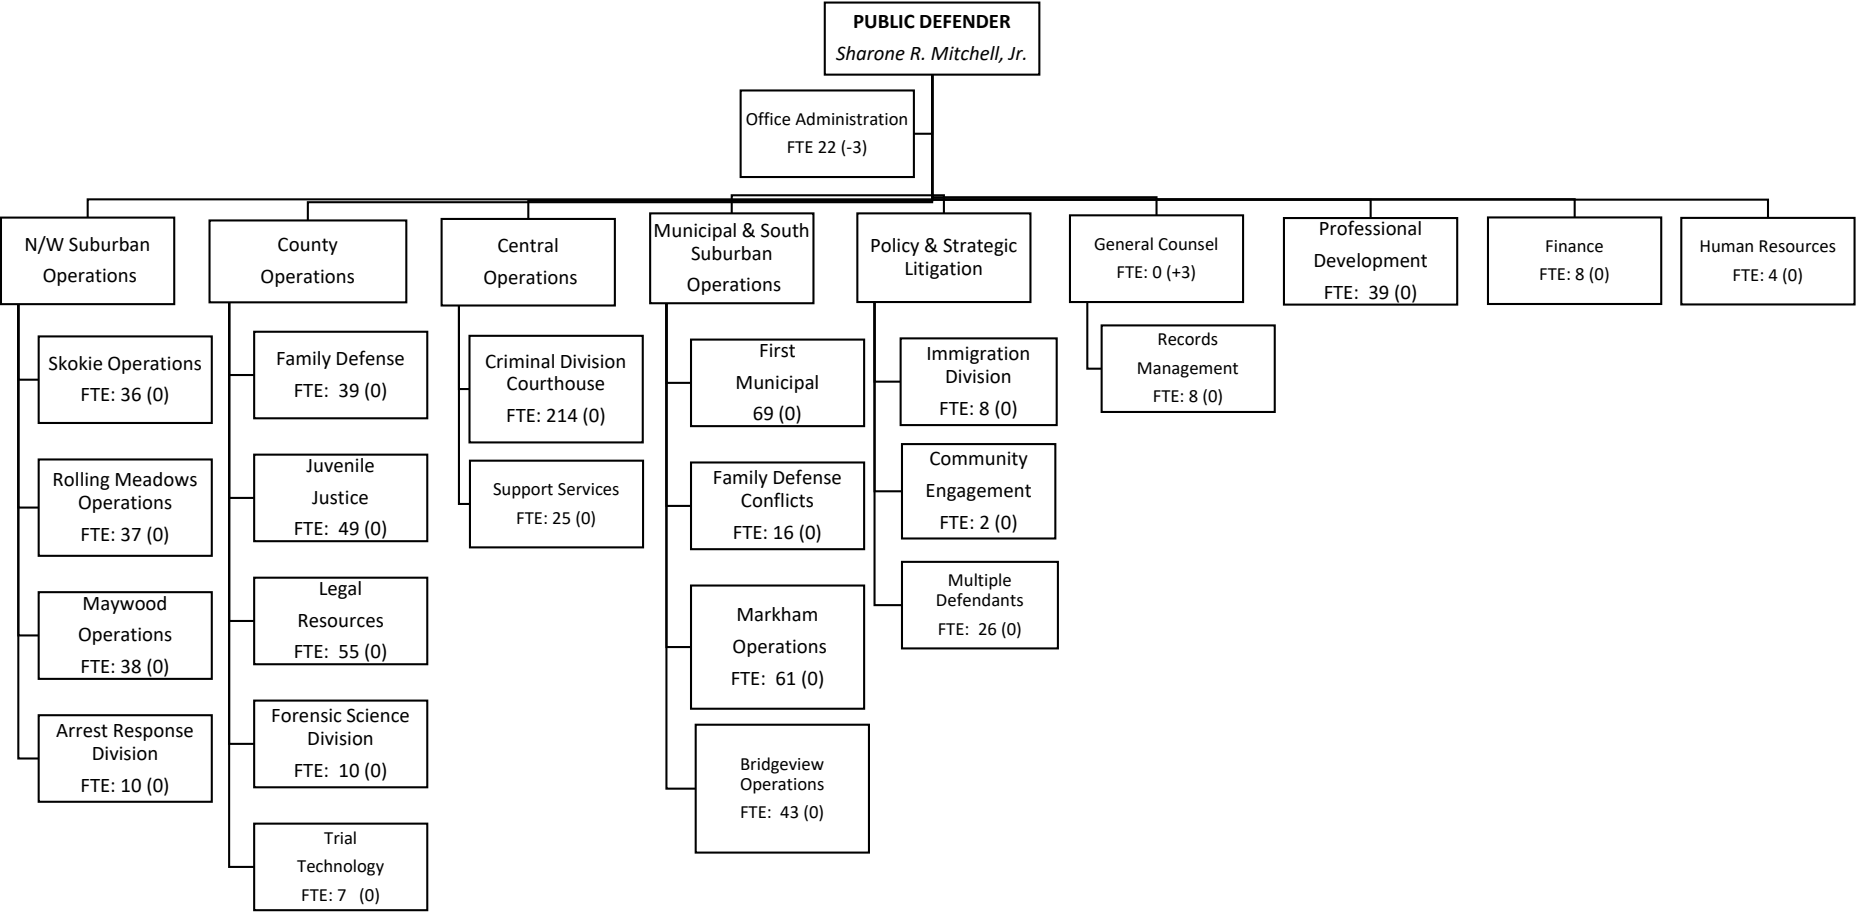 PUBLIC DEFENDER
Sharone R. Mitchell, Jr.
Office Administration
FTE 22 (-3)
N/W Suburban
Operations
Skokie Operations
FTE: 36 (0)
Rolling Meadows
Operations
FTE: 37 (0)
Maywood
Operations
FTE: 38 (0)
Arrest Response
Division
FTE: 10 (0)
County
Operations
Family Defense
FTE: 39 (0)
Juvenile
Justice
FTE: 49 (0)
Legal
Resources
FTE: 55 (0)
Forensic Science
Division
FTE: 10 (0)
Trial
Technology
FTE: 7 (0)
Central
Operations
Criminal Division
Courthouse
FTE: 214 (0)
Support Services
FTE: 25 (0)
Municipal & South
Suburban
Operations
First
Municipal
69 (0)
Family Defense
Conflicts
FTE: 16 (0)
Markham
Operations
FTE: 61 (0)
Bridgeview
Operations
FTE: 43 (0)
Policy & Strategic
Litigation
Immigration
Division
FTE: 8 (0)
Community
Engagement
FTE: 2 (0)
Multiple
Defendants
FTE: 26 (0)
General Counsel
FTE: 0 (+3)
Records
Management
FTE: 8 (0)
Professional
Development
FTE: 39 (0)
Finance
FTE: 8 (0)
Human Resources
FTE: 4 (0)